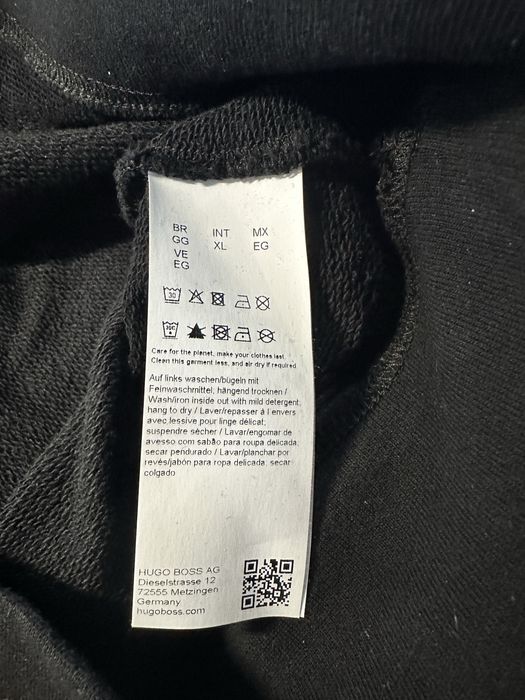 BR INT MX
GG XL EG
VE
EG
30
30C
Care for the planet, make your clothes last.
Clean this garment less, and air dry if required
Auf links waschen/bügeln mit
Feinwaschmittel, hängend trocknen /
Wash/iron inside out with mild detergent,
hang to dry / Laver/repasser à l envers
avec lessive pour linge délicat;
suspendre sécher / Lavar/engomar de
avesso com sabão para roupa delicada,
secar pendurado / Lavar/planchar por
revés/jabón para ropa delicada, secar
colgado
HUGO BOSS AG
Dieselstrasse 12
72555 Metzingen
Germany
hugoboss.com